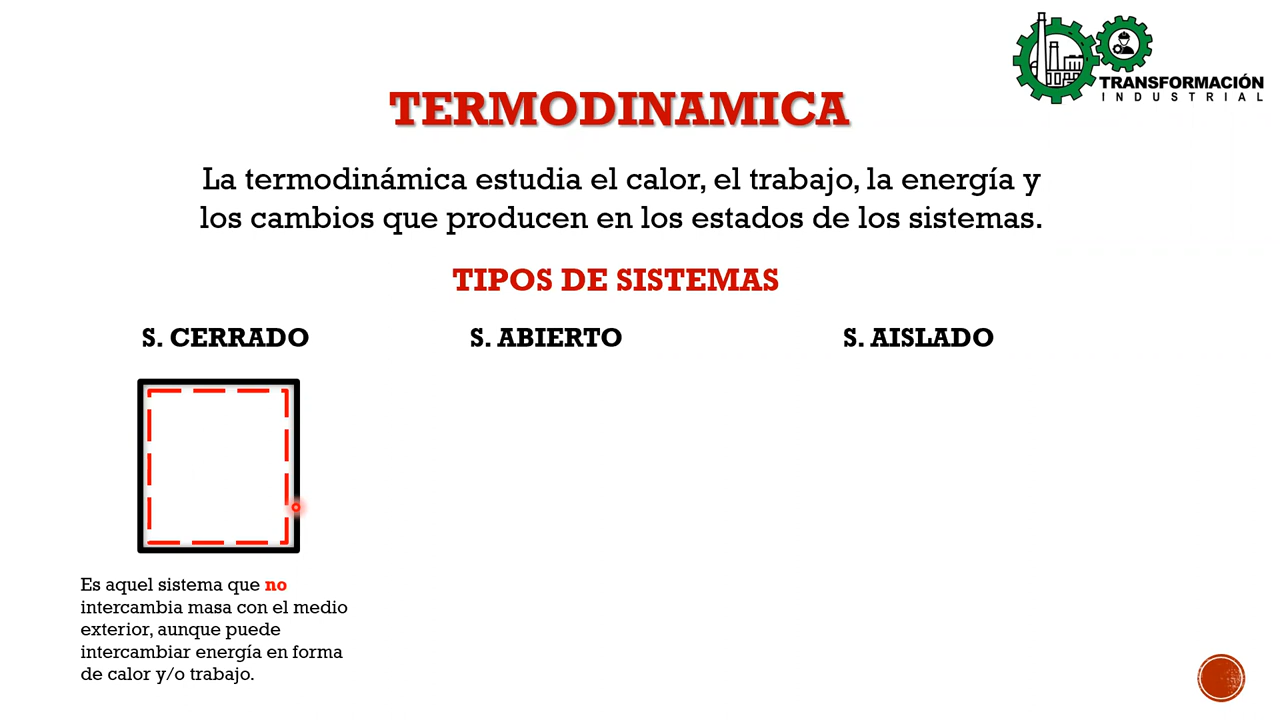 TRANSFORMACIÓN
INDUSTRIAL
TERMODINAMICA
La termodinámica estudia el calor, el trabajo, la energía y
los cambios que producen en los estados de los sistemas.
TIPOS DE SISTEMAS
S. CERRADO
S. ABIERTO
S. AISLADO
Es aquel sistema que no
intercambia masa con el medio
exterior, aunque puede
intercambiar energía en forma
de calor y/o trabajo.